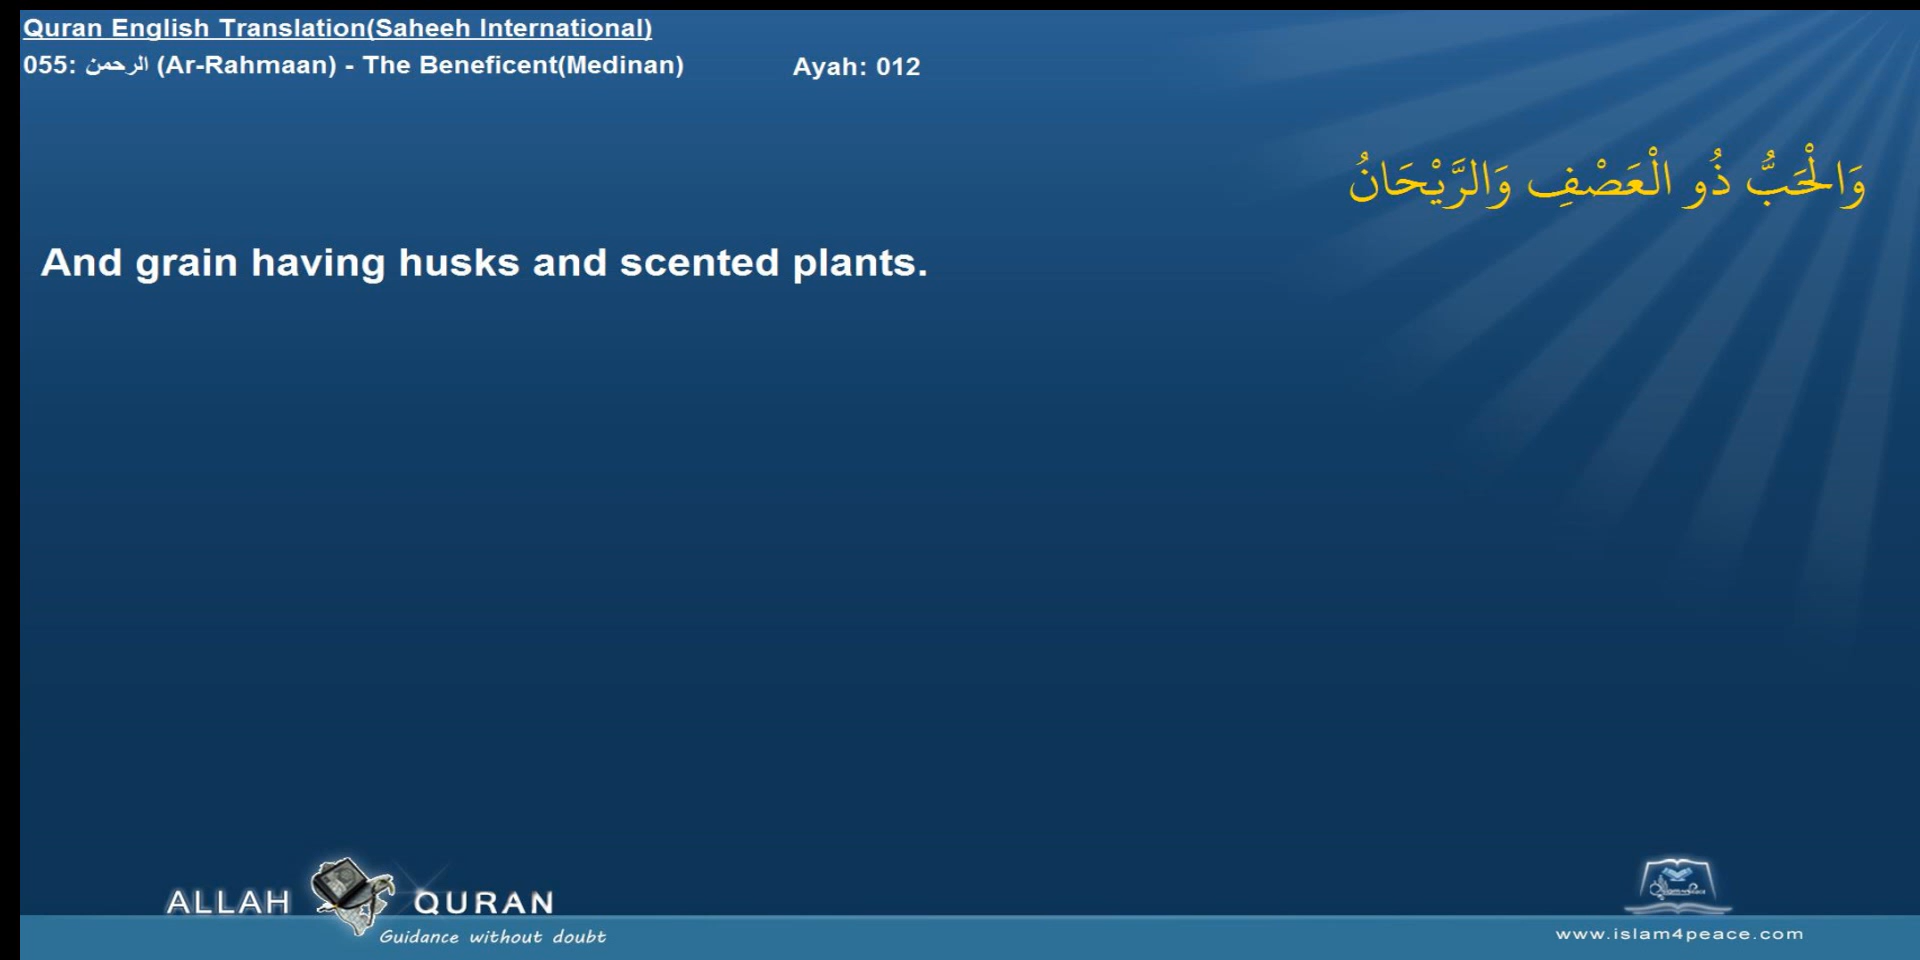 Quran English Translation(Saheeh International)
055: الرحمن (Ar-Rahmaan) - The Beneficent(Medinan) Ayah: 012
وَالْحَبُّ ذُو الْعَصْفِ وَالرَّيْحَانُ
And grain having husks and scented plants.
ALLAH QURAN
Guidance without doubt
www.islam4peace.com